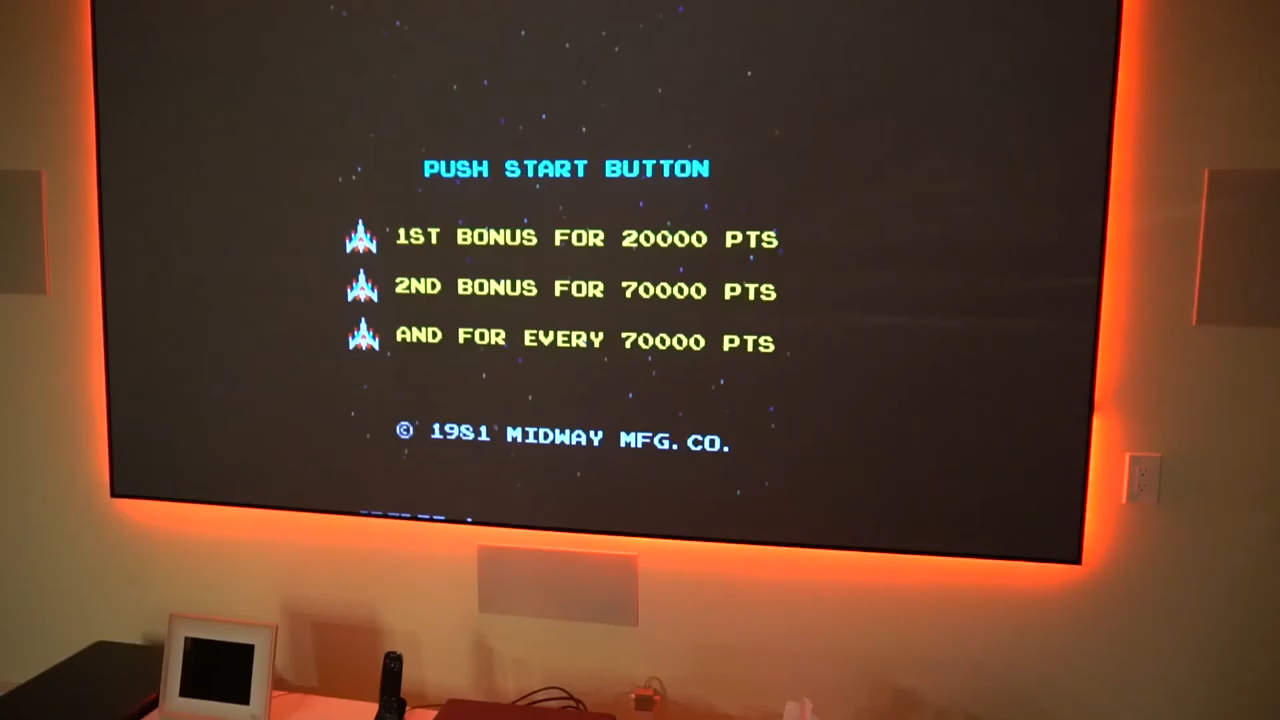 PUSH START BUTTON
1ST BONUS FOR 20000 PTS
2ND BONUS FOR 70000 PTS
AND FOR EVERY 70000 PTS
© 1981 MIDWAY MFG. CO.